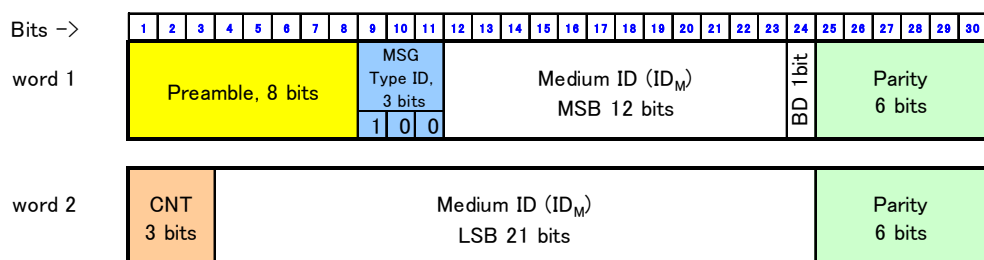 Bits -> 1 2 3 4 5 6 7 8 9 10 11 12 13 14 15 16 17 18 19 20 21 22 23 24 25 26 27 28 29 30
word 1
Preamble, 8 bits
MSG
Type ID,
3 bits
1 0 0
Medium ID (IDM)
MSB 12 bits
BD 1bit
Parity
6 bits
word 2
CNT
3 bits
Medium ID (IDM)
LSB 21 bits
Parity
6 bits